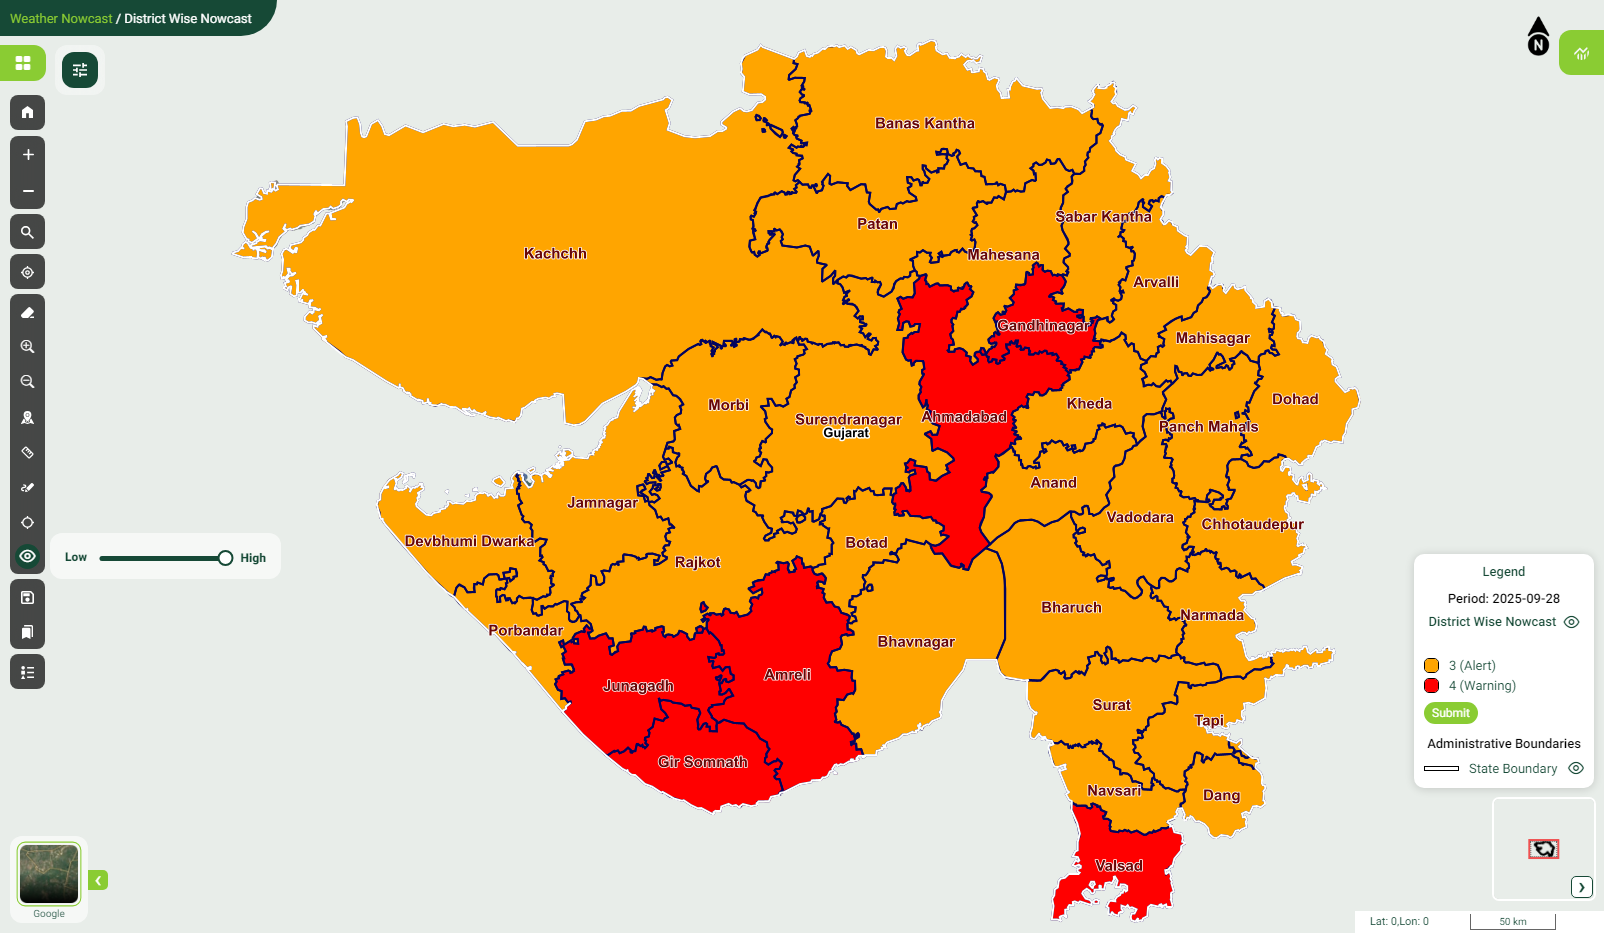 Weather Nowcast / District Wise Nowcast
N
Banas Kantha
Sabar Kantha
Patan
Kachchh
Mahesana
Arvalli
Gandhinagar
Mahisagar
Dohad
Morbi
Kheda
Surendranagar
Gujarat
Ahmadabad
Panch Mahals
Anand
Jamnagar
Vadodara
Chhotaudepur
Devbhumi Dwarka
Botad
Rajkot
Low
High
Bharuch
Narmada
Porbandar
Bhavnagar
Amreli
Junagadh
Surat
Tapi
Gir Somnath
Navsari
Dang
Valsad
Legend
Period: 2025-09-28
District Wise Nowcast
3 (Alert)
4 (Warning)
Submit
Administrative Boundaries
State Boundary
Google
Lat: 0,Lon: 0
50 km